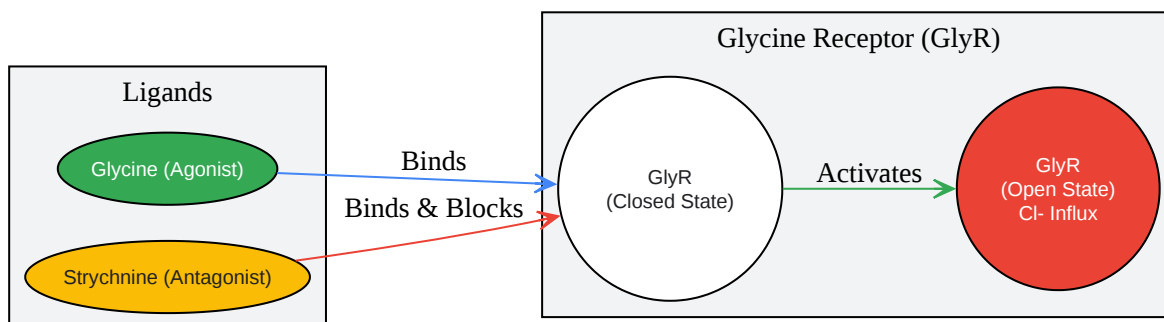 Glycine Receptor (GlyR)
Ligands
Glycine (Agonist)
Binds
Binds & Blocks
Strychnine (Antagonist)
GlyR
(Closed State)
Activates
GlyR
(Open State)
Cl- Influx